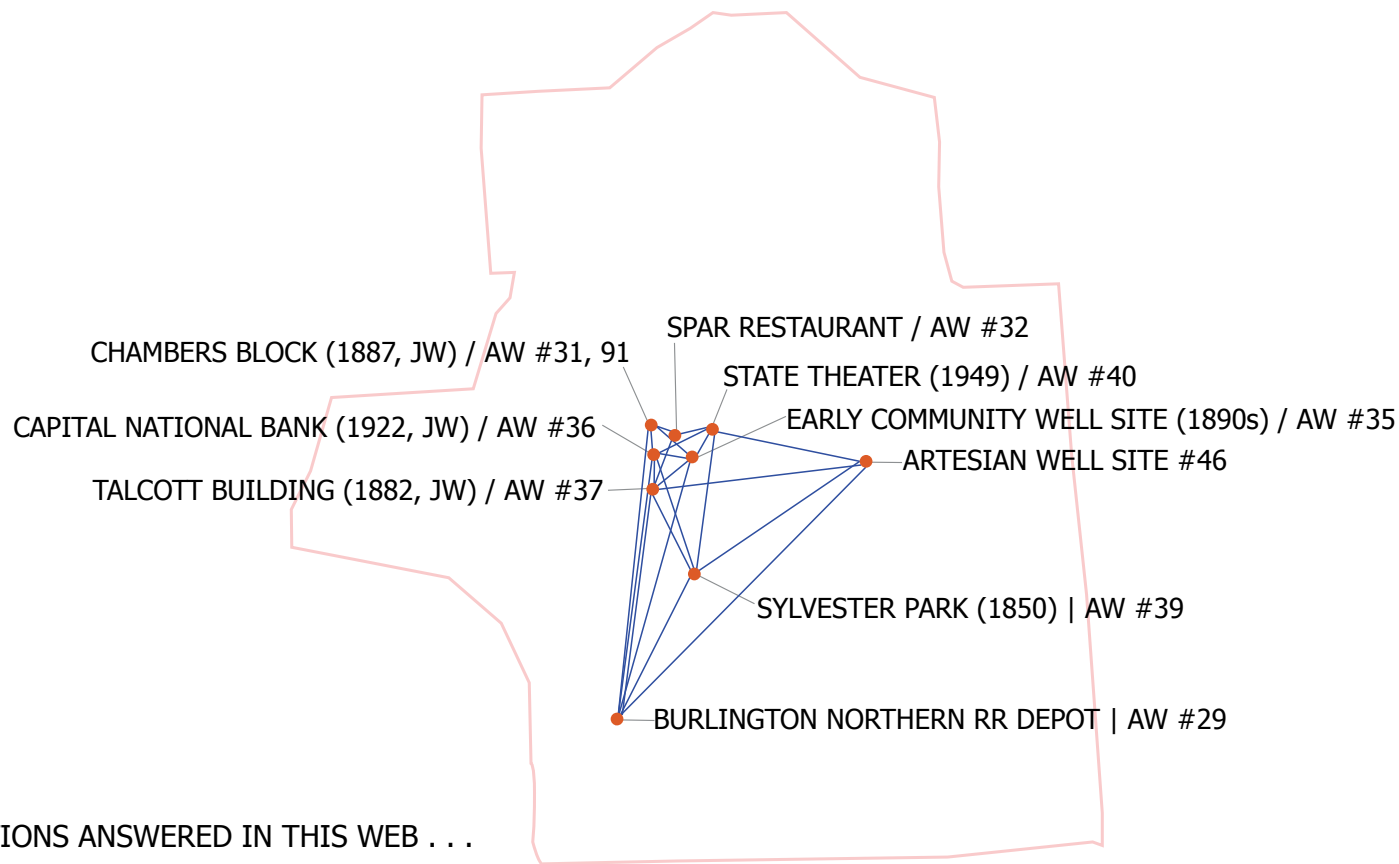 SPAR RESTAURANT / AW #32
CHAMBERS BLOCK (1887, JW) / AW #31, 91
STATE THEATER (1949) / AW #40
EARLY COMMUNITY WELL SITE (1890s) / AW #35
CAPITAL NATIONAL BANK (1922, JW) / AW #36
ARTESIAN WELL SITE #46
TALCOTT BUILDING (1882, JW) / AW #37
SYLVESTER PARK (1850) | AW #39
BURLINGTON NORTHERN RR DEPOT | AW #29
IONS ANSWERED IN THIS WEB . . .